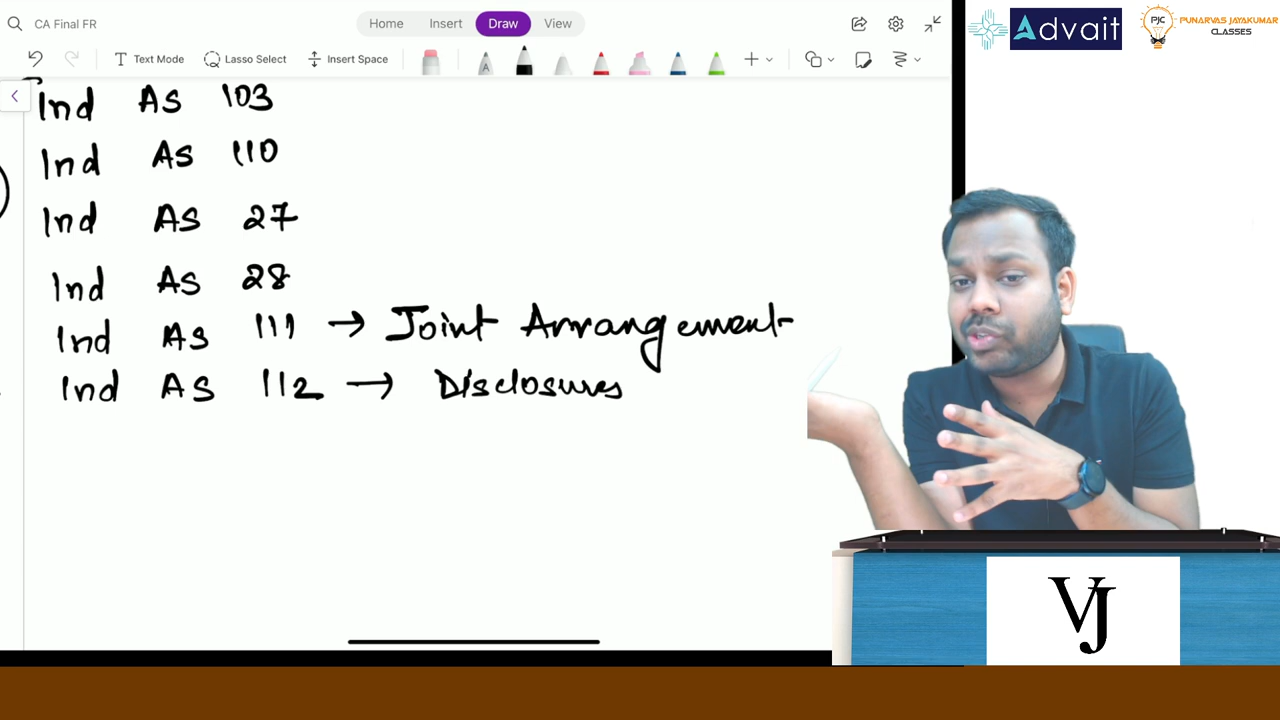 CA Final FR
Home Insert Draw View
Text Mode Lasso Select Insert Space
A
Ind AS 103
Ind AS 110
Ind AS 27
Ind AS 28
Ind AS 111 → Joint Arrangement
Ind AS 112 → Disclosures
Advait
PJC
PUNARVAS JAYAKUMAR
CLASSES
VJ